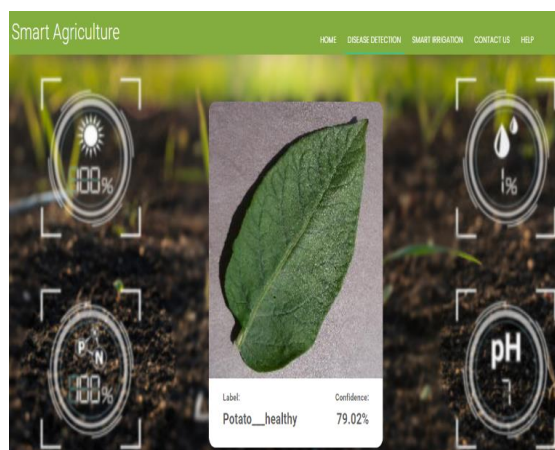 Smart Agriculture
HOME DISEASE DETECTION SMART IRRIGATION CONTACT US HELP
100%
1%
P N
100%
pH
7
Label: Confidence:
Potato__healthy 79.02%